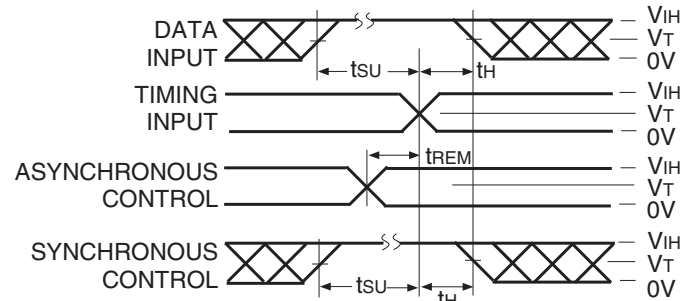 DATA
INPUT
tSU
tH
VIH
VT
0V
TIMING
INPUT
VIH
VT
0V
tREM
ASYNCHRONOUS
CONTROL
VIH
VT
0V
SYNCHRONOUS
CONTROL
tSU
tH
VIH
VT
0V